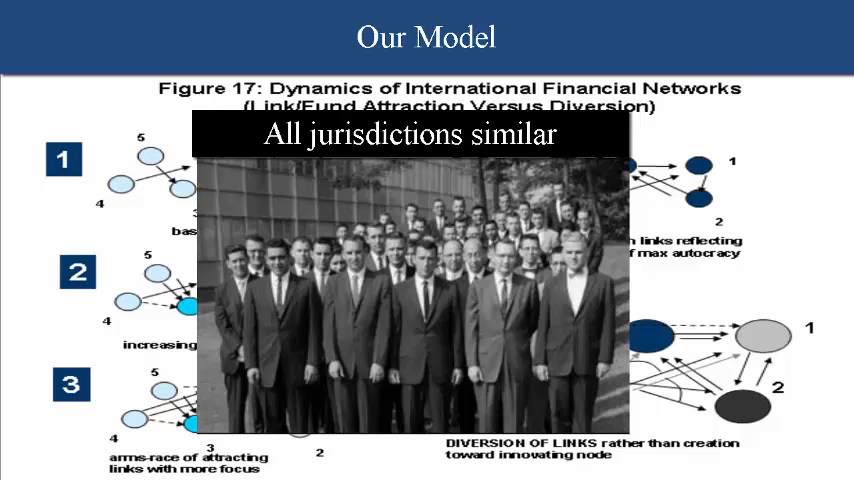 Our Model
Figure 17: Dynamics of International Financial Networks
(Link/Fund Attraction Versus Diversion)
All jurisdictions similar
1
5
4
3
bas
1
2
n links reflecting
f max autocracy
2
5
4
increasing
1
2
3
5
4
3
2
arms-race of attracting
links with more focus
DIVERSION OF LINKS rather than creation
toward innovating node